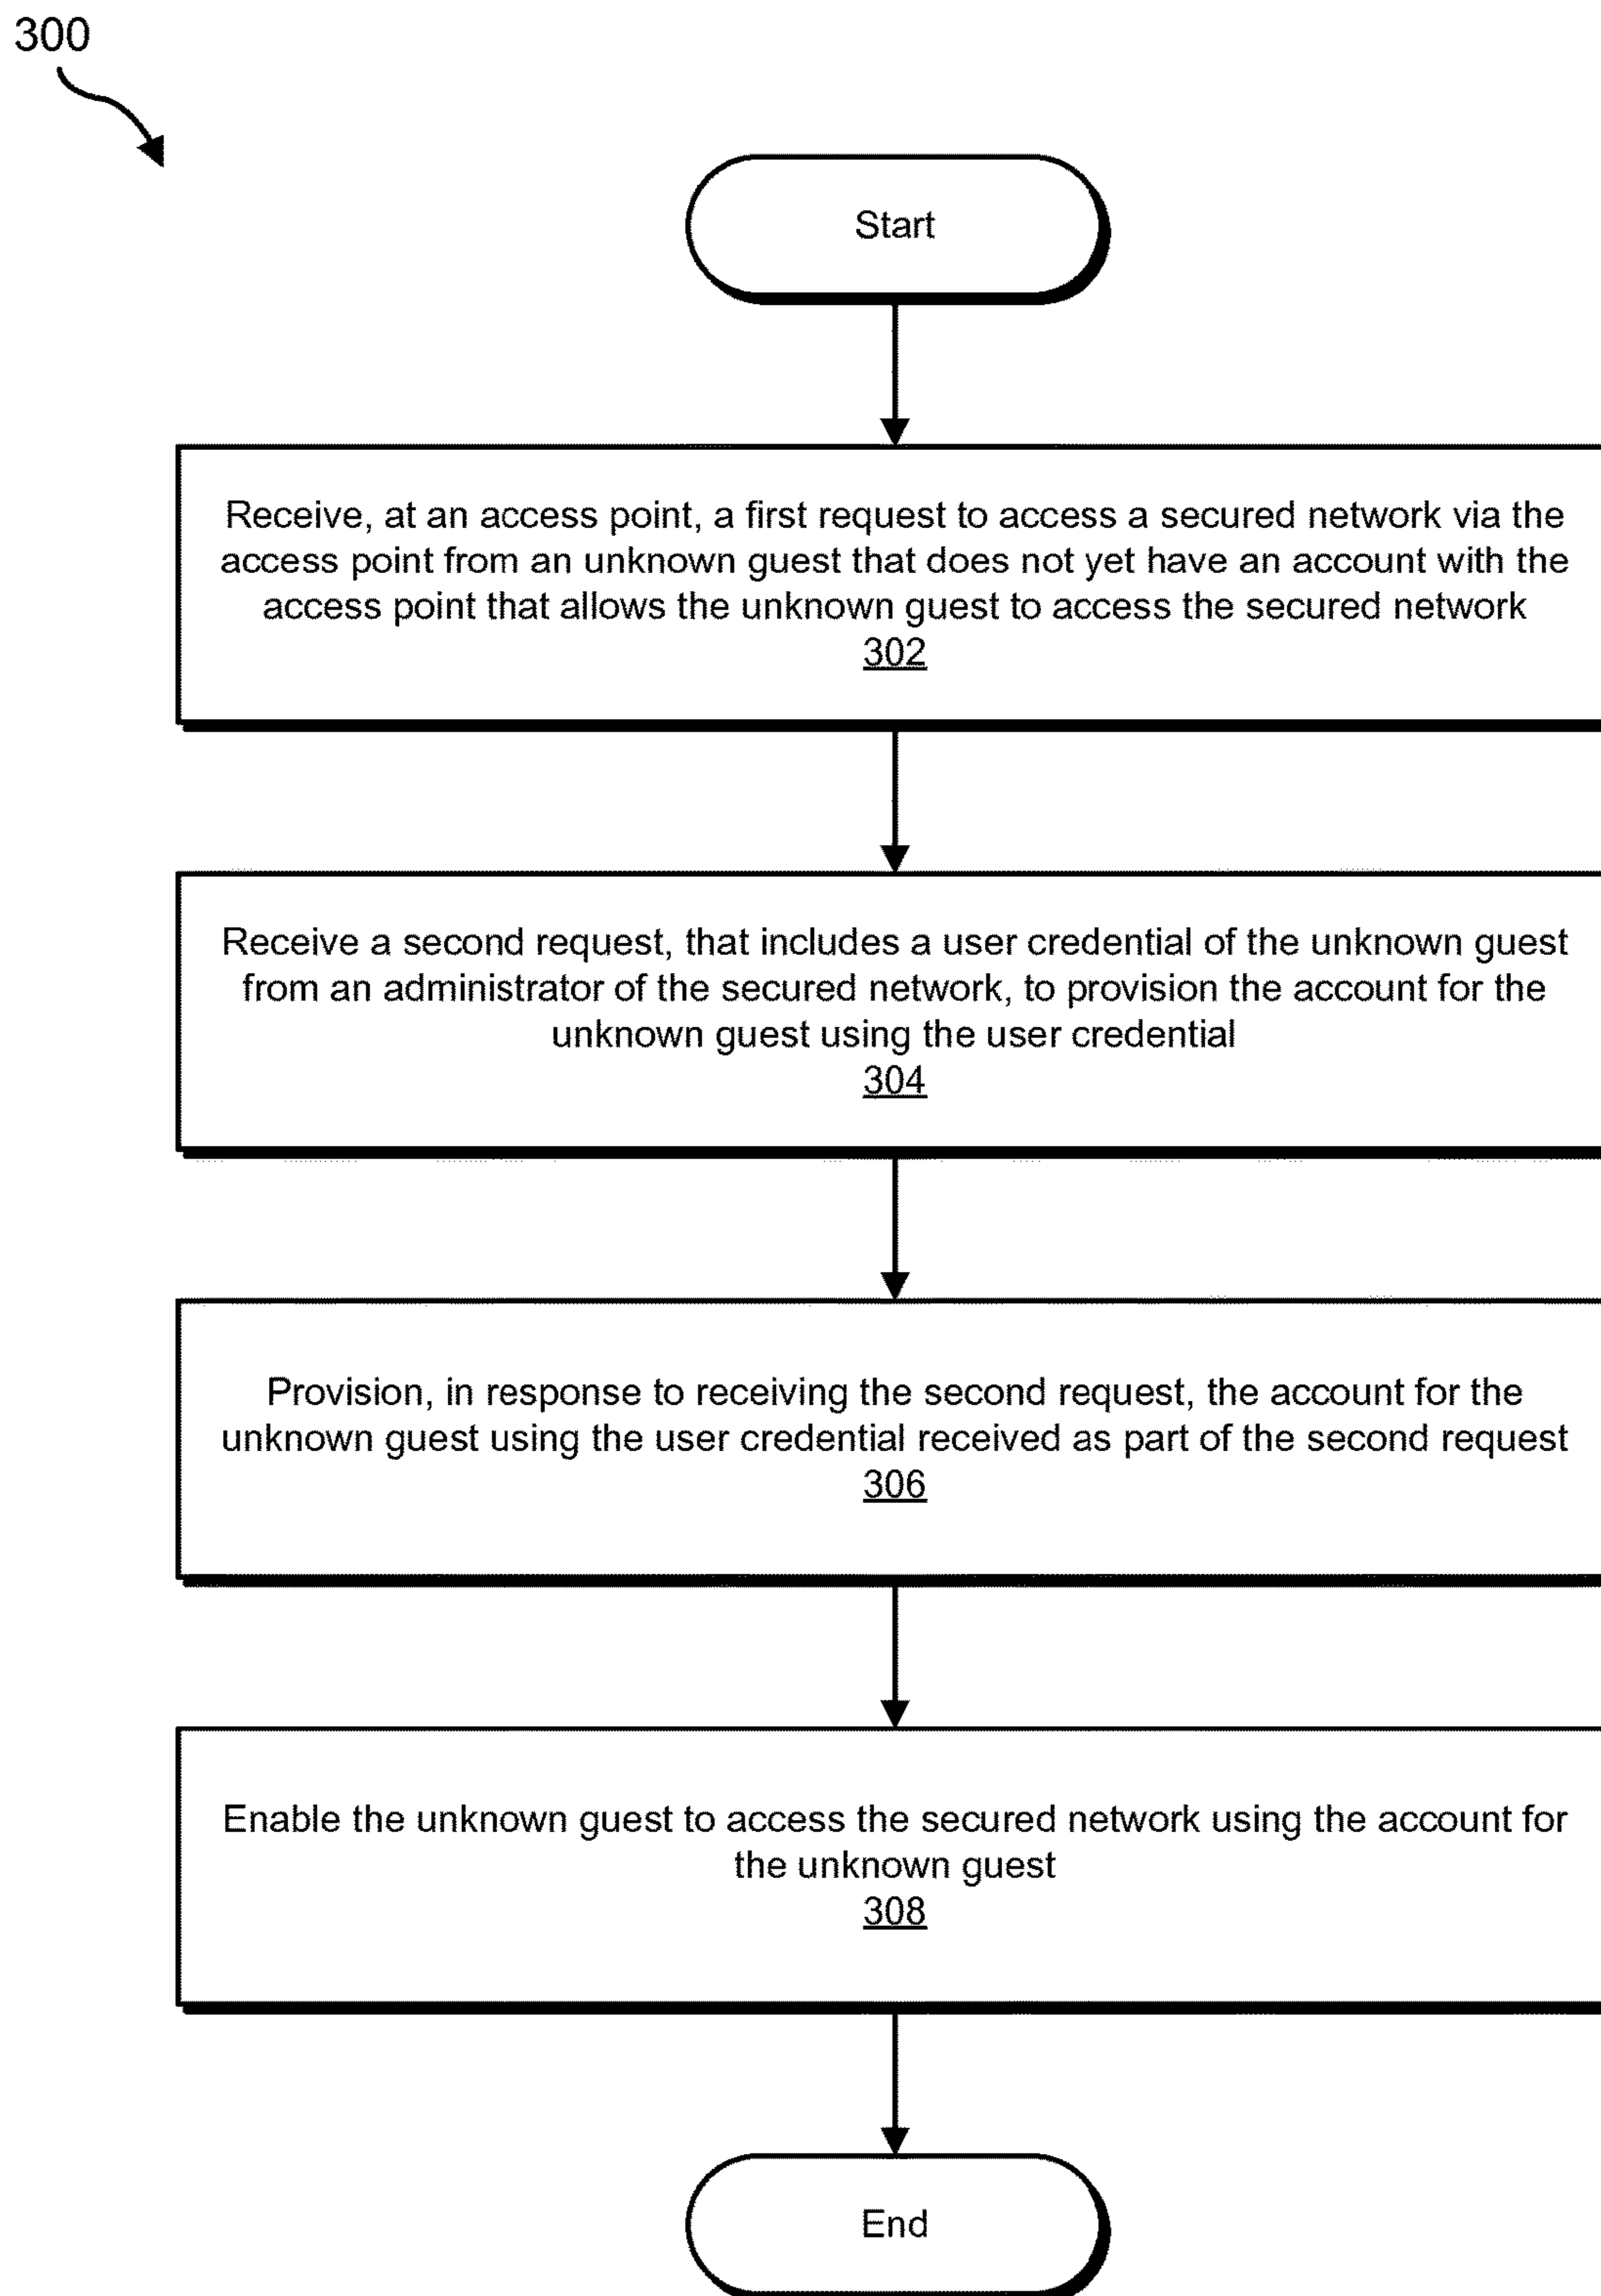 300
Start
Receive, at an access point, a first request to access a secured network via the
access point from an unknown guest that does not yet have an account with the
access point that allows the unknown guest to access the secured network
302
Receive a second request, that includes a user credential of the unknown guest
from an administrator of the secured network, to provision the account for the
unknown guest using the user credential
304
Provision, in response to receiving the second request, the account for the
unknown guest using the user credential received as part of the second request
306
Enable the unknown guest to access the secured network using the account for
the unknown guest
308
End